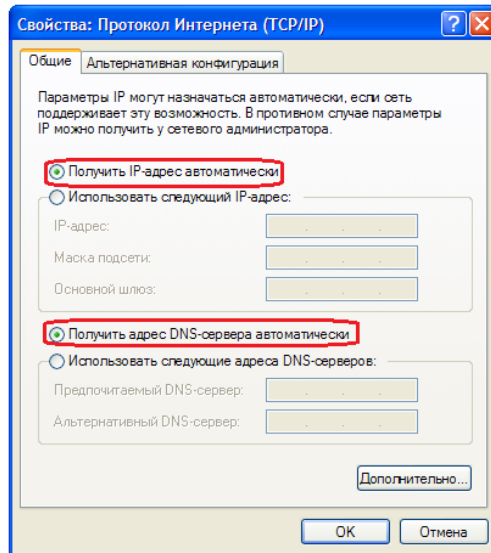 Свойства: Протокол Интернета (TCP/IP)
Общие
Альтернативная конфигурация
Параметры IP могут назначаться автоматически, если сеть
поддерживает эту возможность. В противном случае параметры
IP можно получить у сетевого администратора.
Получить IP-адрес автоматически
Использовать следующий IP-адрес:
IP-адрес:
Маска подсети:
Основной шлюз:
Получить адрес DNS-сервера автоматически
Использовать следующие адреса DNS-серверов:
Предпочитаемый DNS-сервер:
Альтернативный DNS-сервер:
Дополнительно...
OK
Отмена